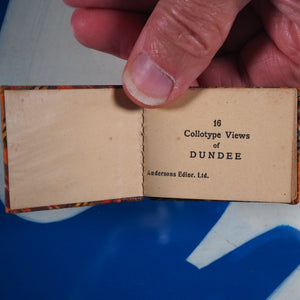 16
Collotype Views
of
DUNDEE
Andersons Edinr. Ltd.